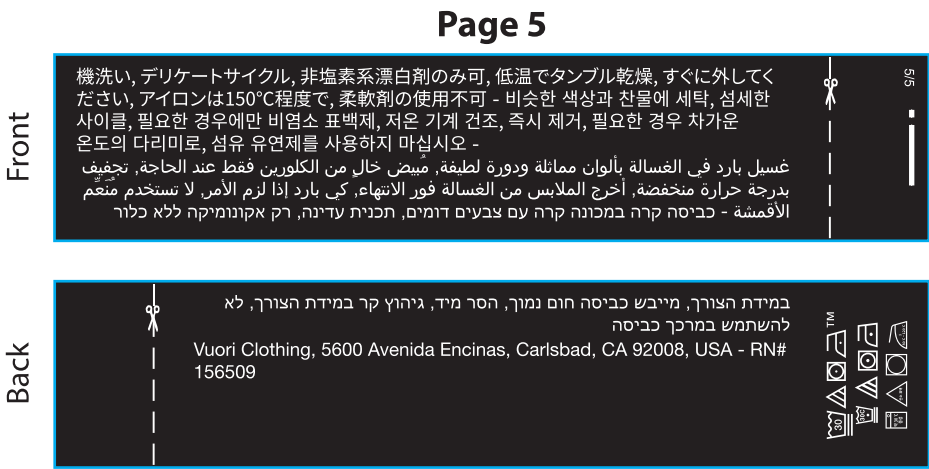 Page 5
Front
機洗い, デリケートサイクル, 非塩素系漂白剤のみ可, 低温でタンブル乾燥, すぐに外してく
ださい, アイロンは150℃程度で, 柔軟剤の使用不可 - 비슷한 색상과 찬물에 세탁, 섬세한
사이클, 필요한 경우에만 비염소 표백제, 저온 기계 건조, 즉시 제거, 필요한 경우 차가운
온도의 다리미로, 섬유 유연제를 사용하지 마십시오 -
غسيل بارد في الغسالة بألوان مماثلة ودورة لطيفة, مُبيض خالٍ من الكلورين فقط عند الحاجة, تجفيف
بدرجة حرارة منخفضة, أخرج الملابس من الغسالة فور الانتهاء, كي بارد إذا لزم الأمر, لا تستخدم مُنَعِّم
الأقمشة - כביסה קרה במכונה קרה עם צבעים דומים, תכנית עדינה, רק אקונומיקה ללא כלור
5/5
Back
במידת הצורך, מייבש כביסה חום נמוך, הסר מיד, גיהוץ קר במידת הצורך, לא
להשתמש במרכך כביסה
Vuori Clothing, 5600 Avenida Encinas, Carlsbad, CA 92008, USA - RN#
156509
TM
30
30C